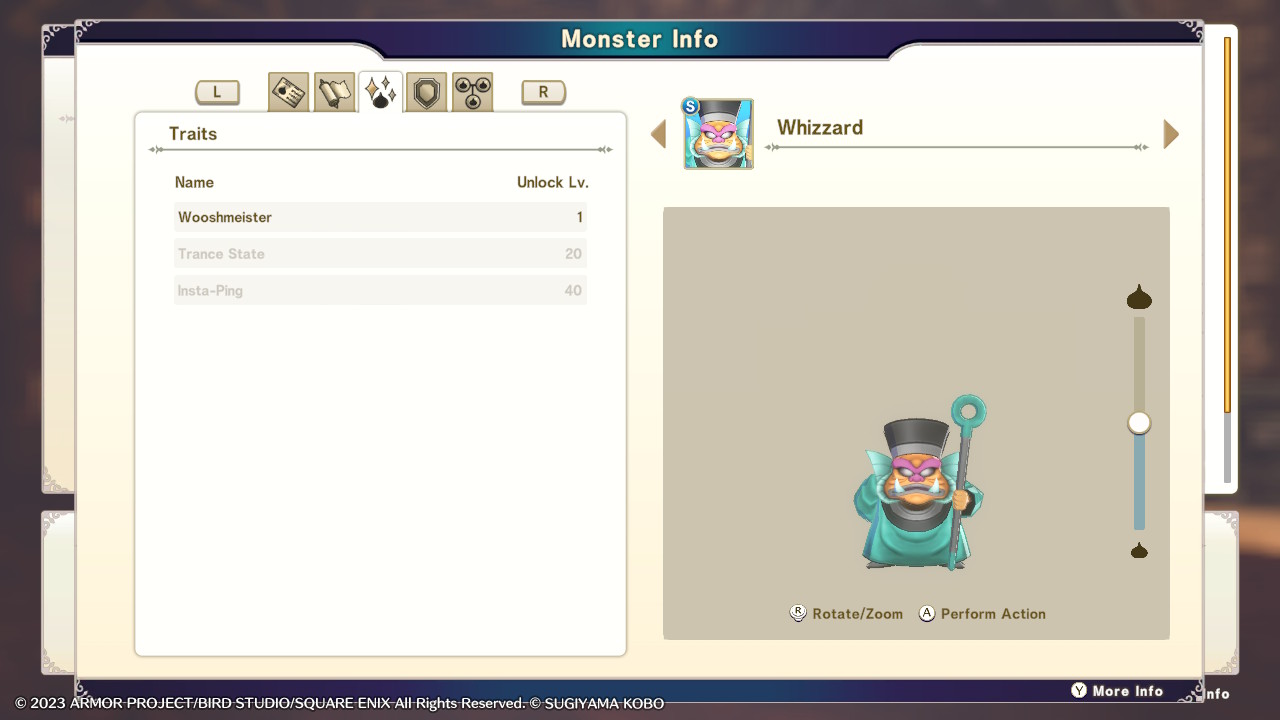 Monster Info
L
R
Traits
Name Unlock Lv.
Wooshmeister 1
Trance State 20
Insta-Ping 40
S
Whizzard
R Rotate/Zoom A Perform Action
Y More Info
nfo
© 2023 ARMOR PROJECT/BIRD STUDIO/SQUARE ENIX All Rights Reserved. © SUGIYAMA KOBO